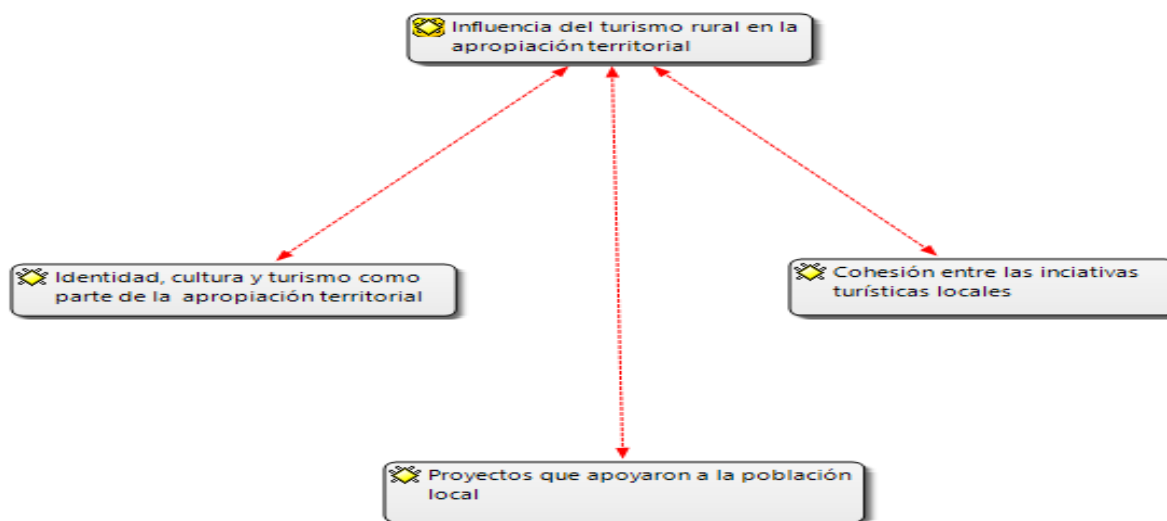 Influencia del turismo rural en la
apropiación territorial
Identidad, cultura y turismo como
parte de la apropiación territorial
Cohesión entre las inciativas
turísticas locales
Proyectos que apoyaron a la población
local